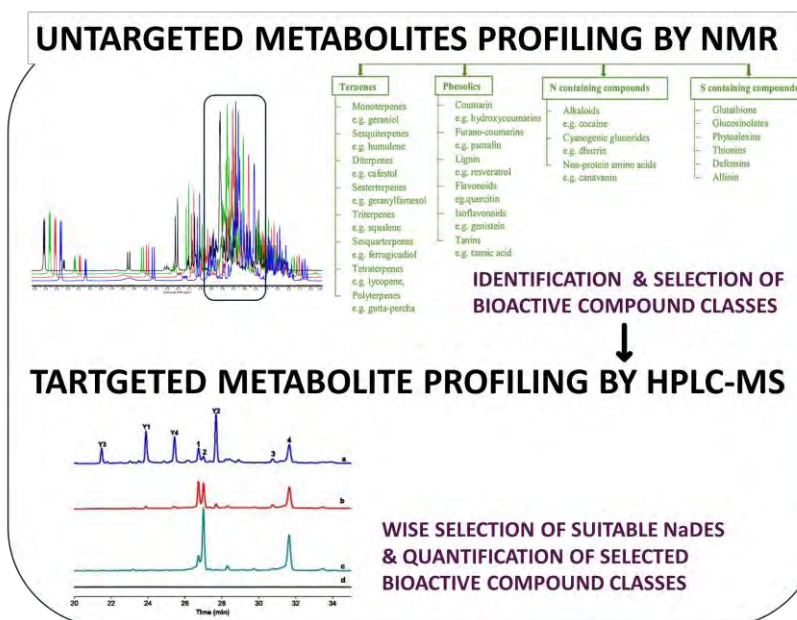 UNTARGETED METABOLITES PROFILING BY NMR
Terpenes
Monoterpenes
e.g. geraniol
Sesquiterpenes
e.g. humulene
Diterpenes
e.g. cafestol
Sesterterpenes
e.g. geranylfarnesol
Triterpenes
e.g. squalene
Sesquarterpenes
e.g. ferrugicadiol
Tetraterpenes
e.g. lycopene,
Polyterpenes
e.g. gutta-percha
Phenolics
Coumarin
e.g. hydroxycoumarins
Furano-coumarins
e.g. psoralin
Lignin
e.g. resveratrol
Flavonoids
eg.quercitin
Isoflavonoids
e.g. genistein
Tanins
e.g. tannic acid
N containing compounds
Alkaloids
e.g. cocaine
Cyanogenic glucorides
e.g. dhurrin
Non-protein amino acids
e.g. canavanin
S containing compounds
Glutathione
Glucosinolates
Phytoalexins
Thionins
Defensins
Allinin
IDENTIFICATION & SELECTION OF
BIOACTIVE COMPOUND CLASSES
TARTGETED METABOLITE PROFILING BY HPLC-MS
Y3 Y1 Y4 1 2 Y2 3 4
a
b
c
d
20 22 24 26 28 30 32 34
Time (min)
WISE SELECTION OF SUITABLE NaDES
& QUANTIFICATION OF SELECTED
BIOACTIVE COMPOUND CLASSES